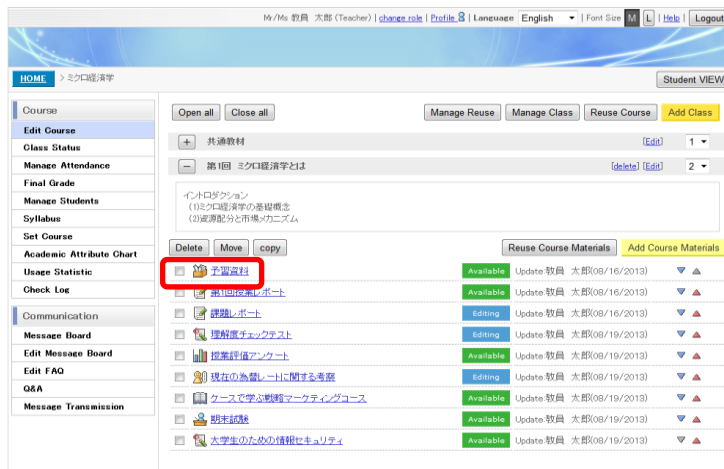 Mr/Ms 教員 太郎 (Teacher) | change role | Profile | Language English | Font Size M L | Help | Logout
HOME > ミクロ経済学
Student VIEW
Course
Edit Course
Class Status
Manage Attendance
Final Grade
Manage Students
Syllabus
Set Course
Academic Attribute Chart
Usage Statistic
Check Log
Communication
Message Board
Edit Message Board
Edit FAQ
Q&A
Message Transmission
Open all Close all Manage Reuse Manage Class Reuse Course Add Class
+ 共通教材 [Edit] 1
− 第1回 ミクロ経済学とは [delete] [Edit] 2
イントロダクション
(1)ミクロ経済学の基礎概念
(2)資源配分と市場メカニズム
Delete Move copy Reuse Course Materials Add Course Materials
予習資料 Available Update:教員 太郎(08/16/2013)
第1回授業レポート Available Update:教員 太郎(08/16/2013)
課題レポート Editing Update:教員 太郎(08/16/2013)
理解度チェックテスト Editing Update:教員 太郎(08/19/2013)
授業評価アンケート Available Update:教員 太郎(08/19/2013)
現在の為替レートに関する考察 Editing Update:教員 太郎(08/19/2013)
ケースで学ぶ戦略マーケティングコース Available Update:教員 太郎(08/19/2013)
期末試験 Available Update:教員 太郎(08/19/2013)
大学生のための情報セキュリティ Available Update:教員 太郎(08/19/2013)